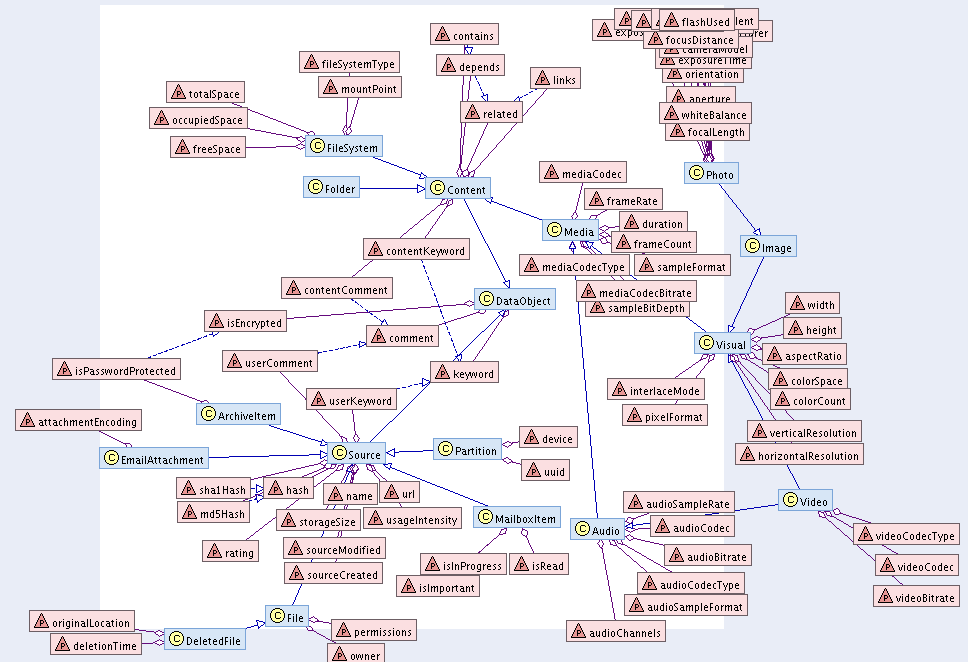 flashUsed
focusDistance
cameraModel
exposureTime
orientation
aperture
whiteBalance
focalLength
contains
fileSystemType
depends
mountPoint
links
totalSpace
related
occupiedSpace
freeSpace
FileSystem
Folder
Content
mediaCodec
Photo
frameRate
duration
Media
frameCount
Image
contentKeyword
mediaCodecType
sampleFormat
contentComment
mediaCodecBitrate
DataObject
sampleBitDepth
width
isEncrypted
height
comment
Visual
aspectRatio
userComment
isPasswordProtected
keyword
colorSpace
interlaceMode
userKeyword
colorCount
ArchiveItem
pixelFormat
attachmentEncoding
verticalResolution
device
Partition
Source
horizontalResolution
EmailAttachment
uuid
sha1Hash
hash
name
url
md5Hash
audioSampleRate
Video
storageSize
usageIntensity
MailboxItem
audioCodec
Audio
videoCodecType
rating
sourceModified
audioBitrate
isInProgress
isRead
videoCodec
sourceCreated
isImportant
audioCodecType
videoBitrate
audioSampleFormat
File
originalLocation
permissions
audioChannels
DeletedFile
deletionTime
owner